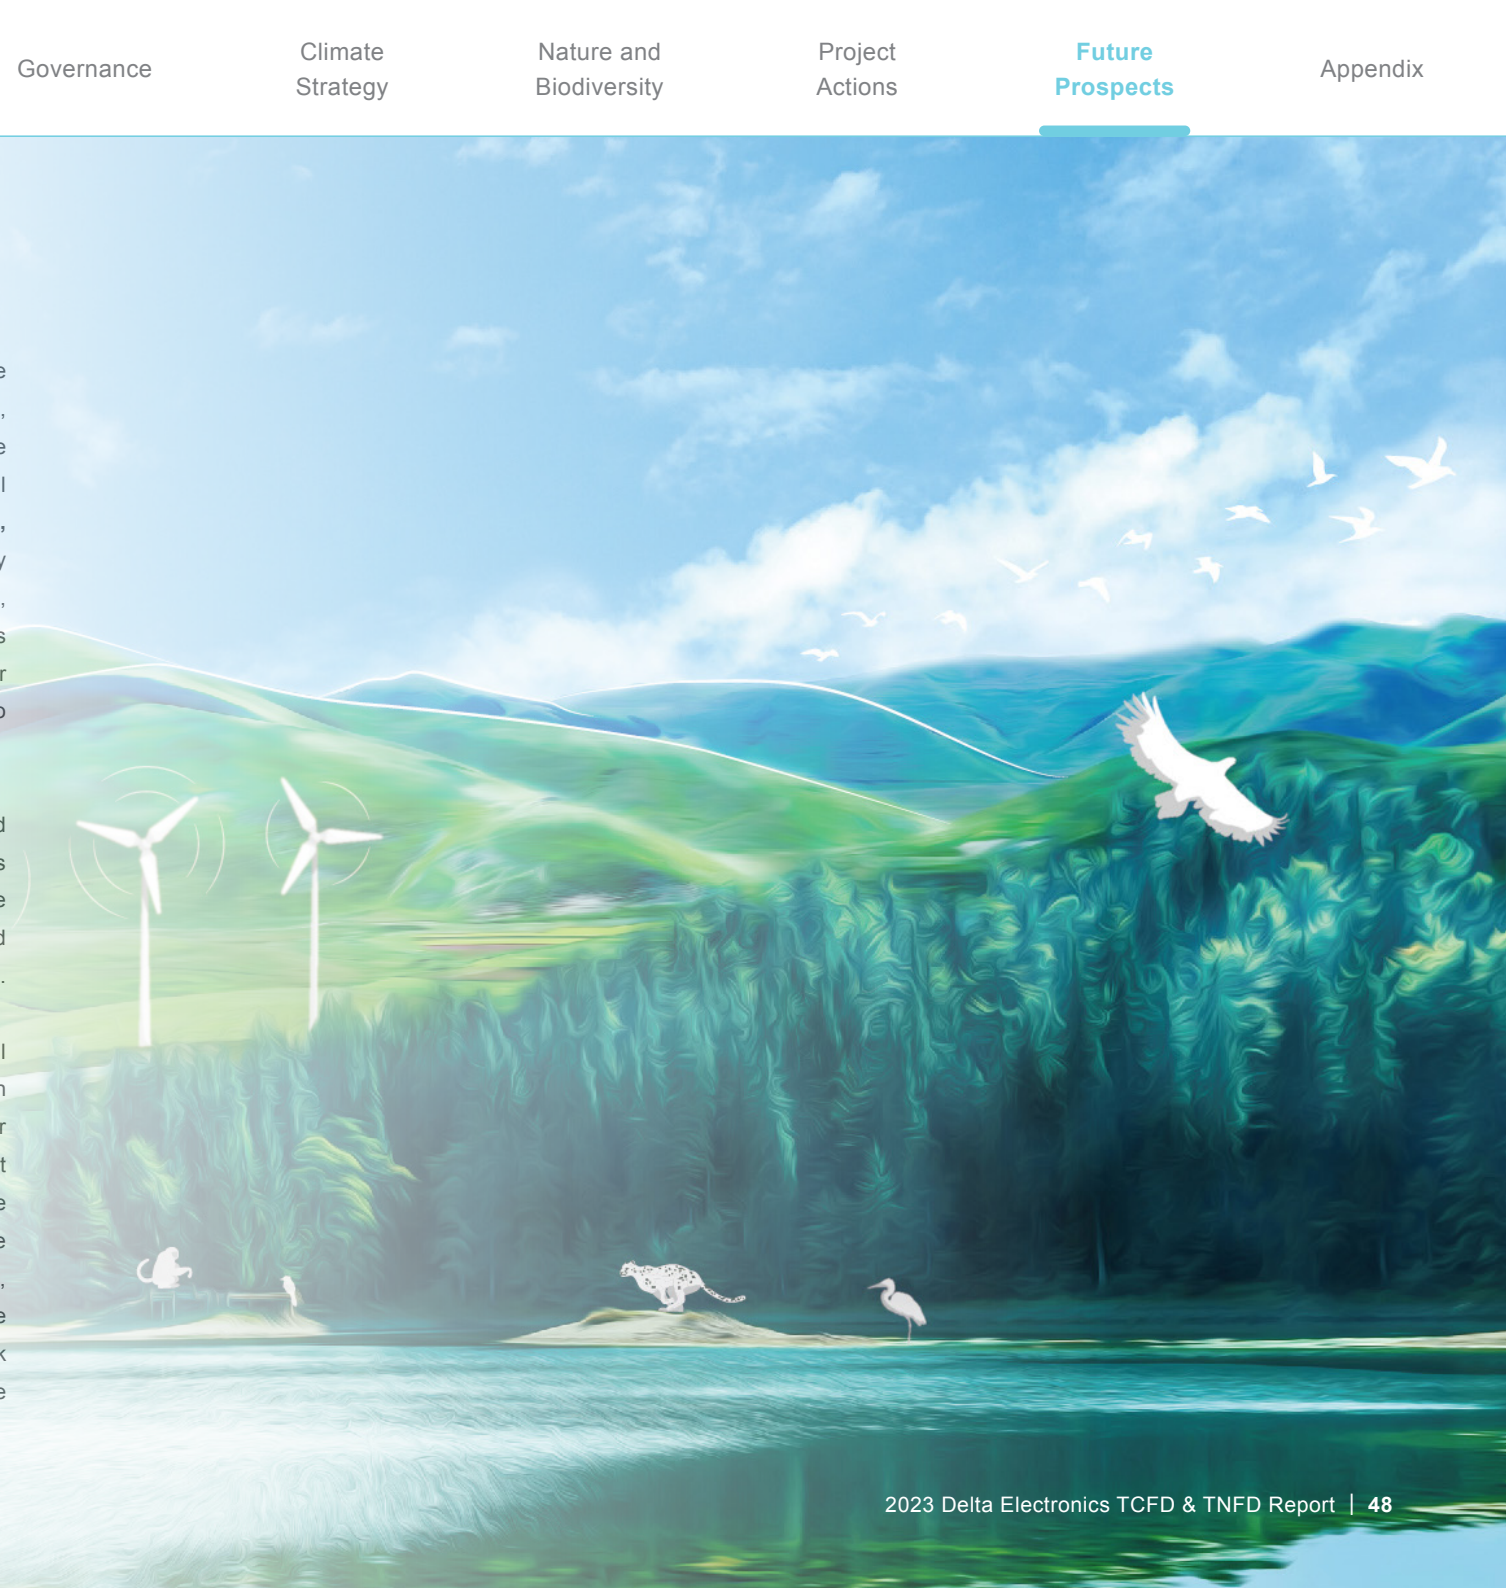 Governance
Climate
Strategy
Nature and
Biodiversity
Project
Actions
Future
Prospects
Appendix
2023 Delta Electronics TCFD & TNFD Report | 48